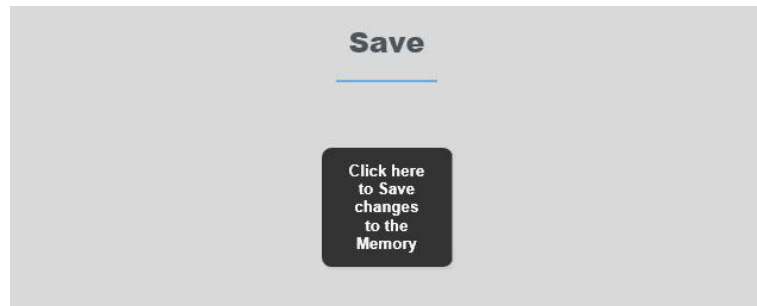 Save
Click here
to Save
changes
to the
Memory